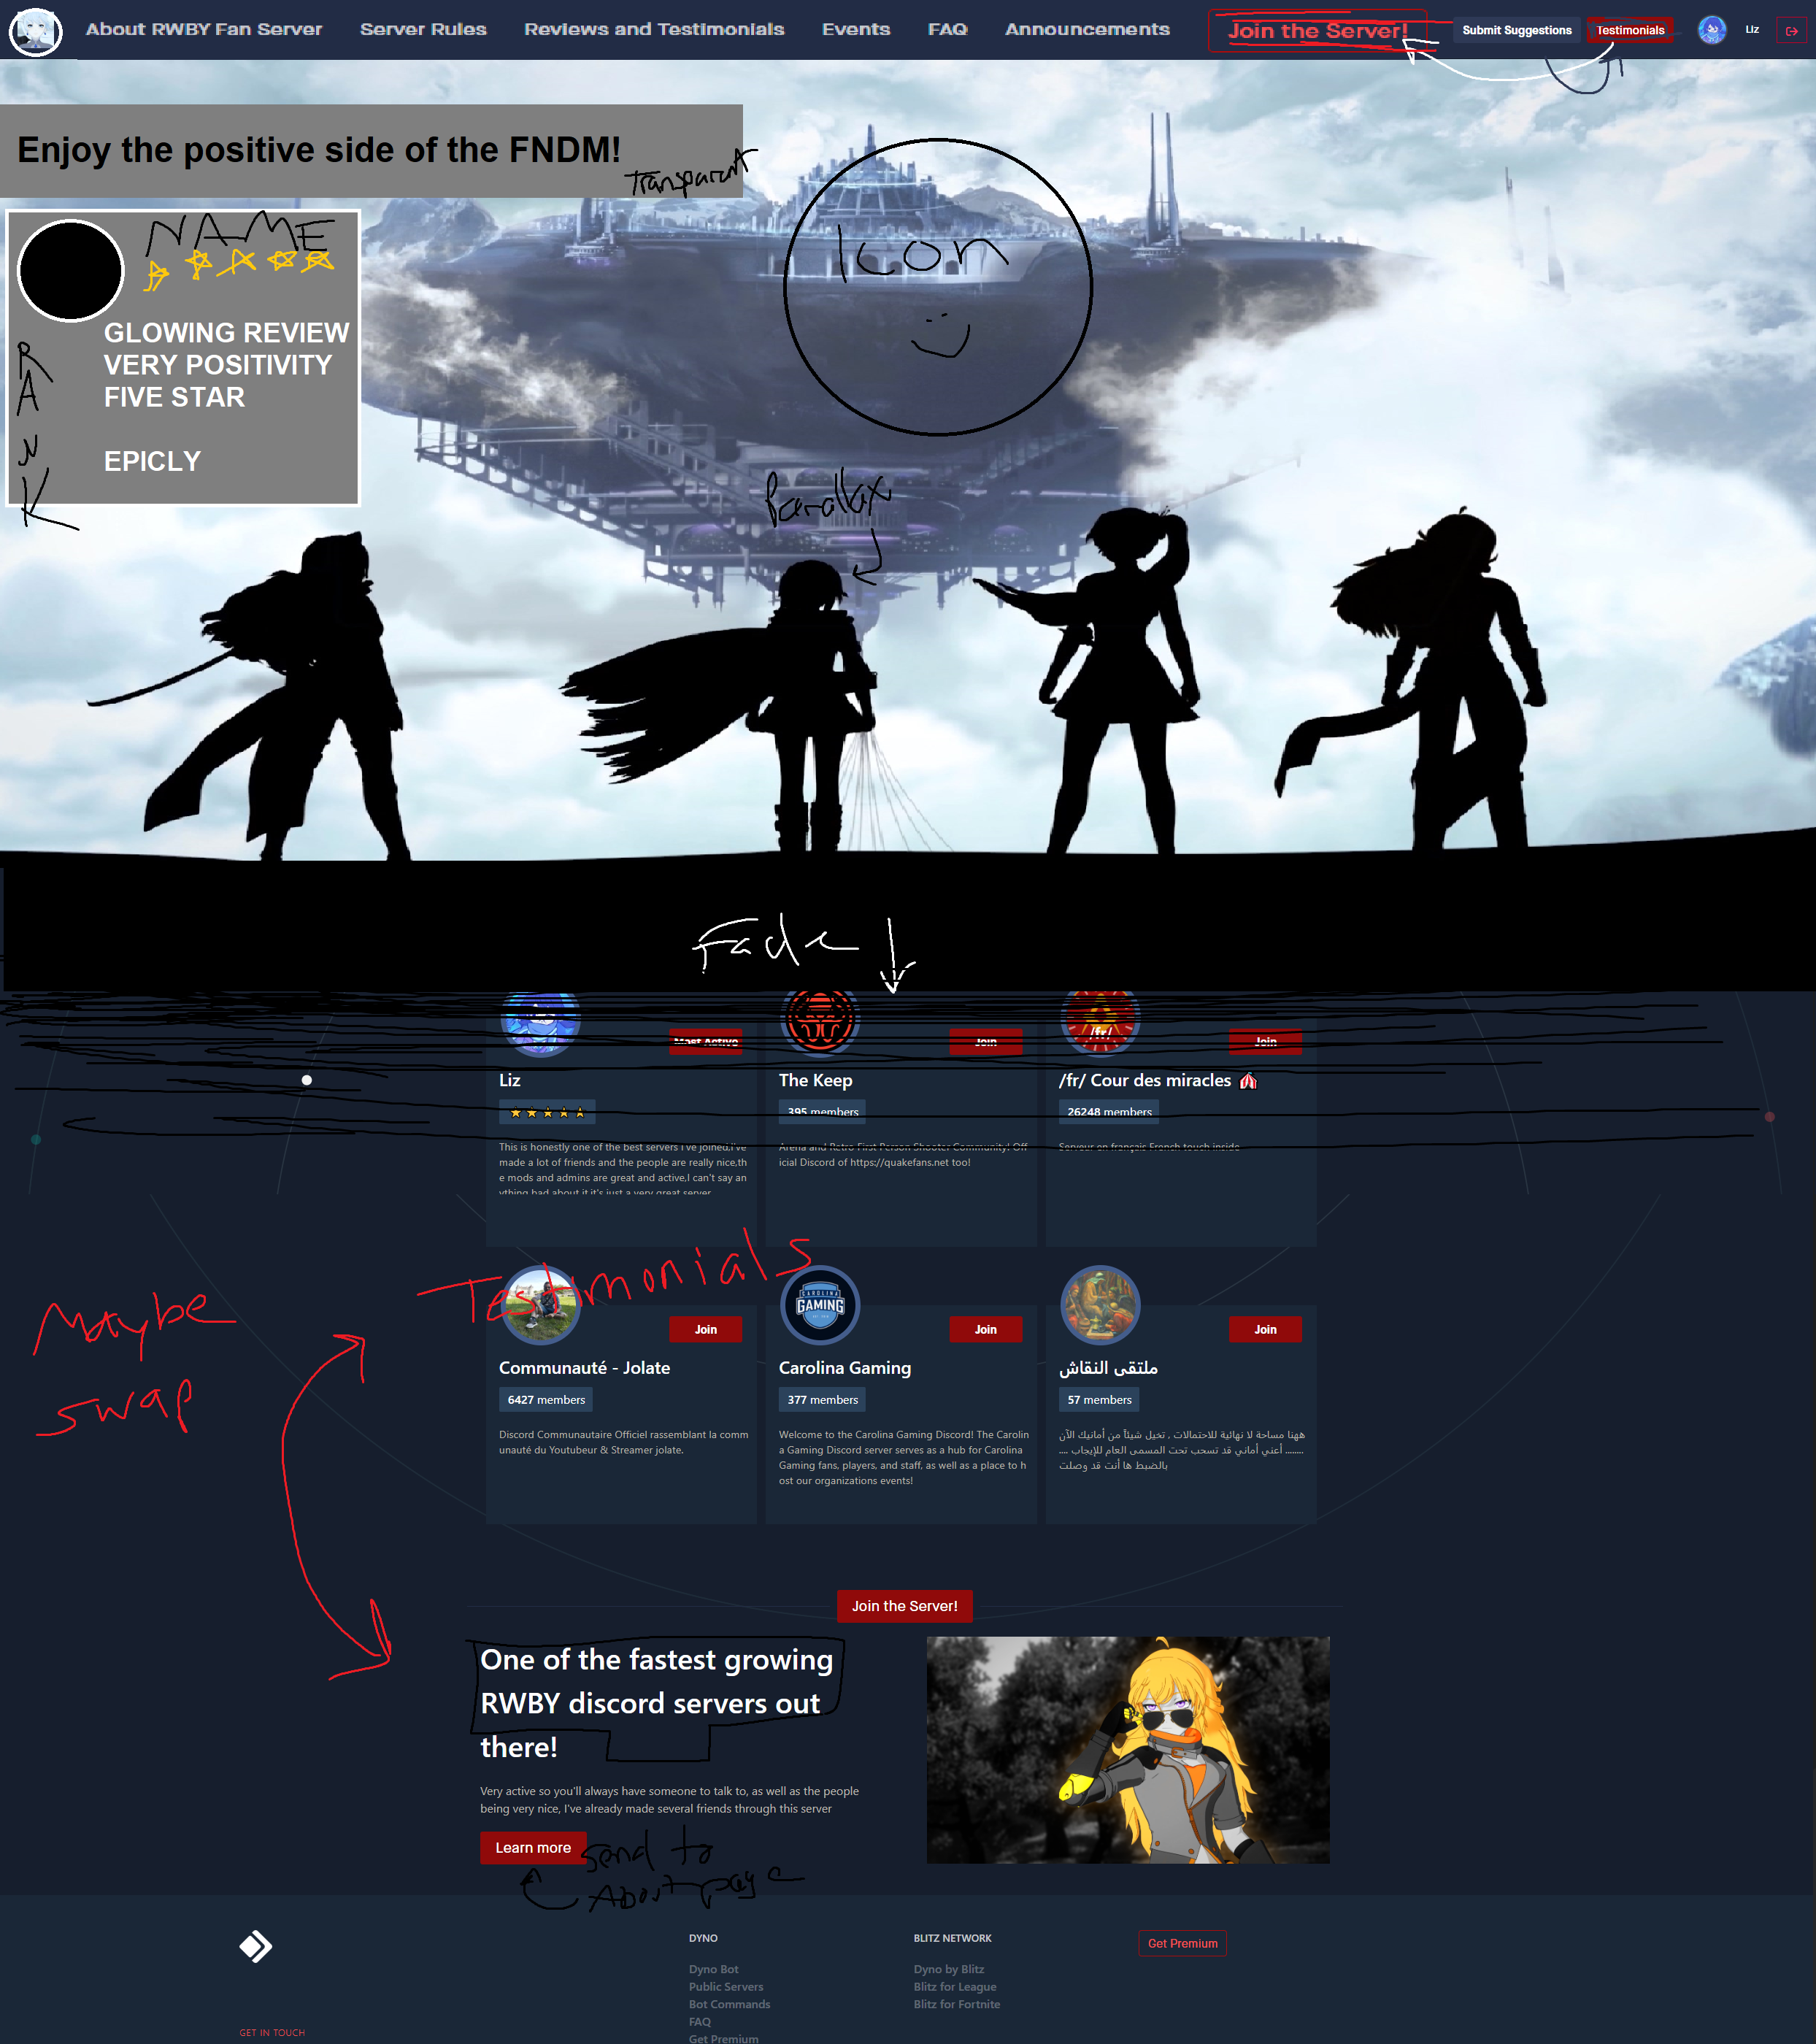 About RWBY Fan Server
Server Rules
Reviews and Testimonials
Events
FAQ
Announcements
Join the Server!
Submit Suggestions
Testimonials
Liz
Enjoy the positive side of the FNDM!
Transparent
NAME
Icon
RANK
GLOWING REVIEW
VERY POSITIVITY
FIVE STAR
EPICLY
Parallax
Fade
/fr/
Most Active
Join
Join
Liz
The Keep
/fr/ Cour des miracles 🎪
395 members
26248 members
This is honestly one of the best servers I've joined,I've
made a lot of friends and the people are really nice,th
e mods and admins are great and active,I can't say an
ything bad about it,it's just a very great server
Arena and Retro First Person Shooter Community! Off
icial Discord of https://quakefans.net too!
Serveur en français French touch inside
Testimonials
Maybe
swap
CAROLINA
GAMING
Join
Join
Join
Communauté - Jolate
Carolina Gaming
ملتقى النقاش
6427 members
377 members
57 members
Discord Communautaire Officiel rassemblant la comm
unauté du Youtubeur & Streamer jolate.
Welcome to the Carolina Gaming Discord! The Carolin
a Gaming Discord server serves as a hub for Carolina
Gaming fans, players, and staff, as well as a place to h
ost our organizations events!
ههنا مساحة لا نهائية للاحتمالات , تخيل شيئاً من أمانيك الآن
........ أعني أماني قد تسحب تحت المسمى العام للإيجاب ....
بالضبط ها أنت قد وصلت
Join the Server!
One of the fastest growing
RWBY discord servers out
there!
Very active so you'll always have someone to talk to, as well as the people
being very nice, I've already made several friends through this server
Learn more
send to
About page
DYNO
BLITZ NETWORK
Get Premium
Dyno Bot
Public Servers
Bot Commands
FAQ
Get Premium
Dyno by Blitz
Blitz for League
Blitz for Fortnite
GET IN TOUCH